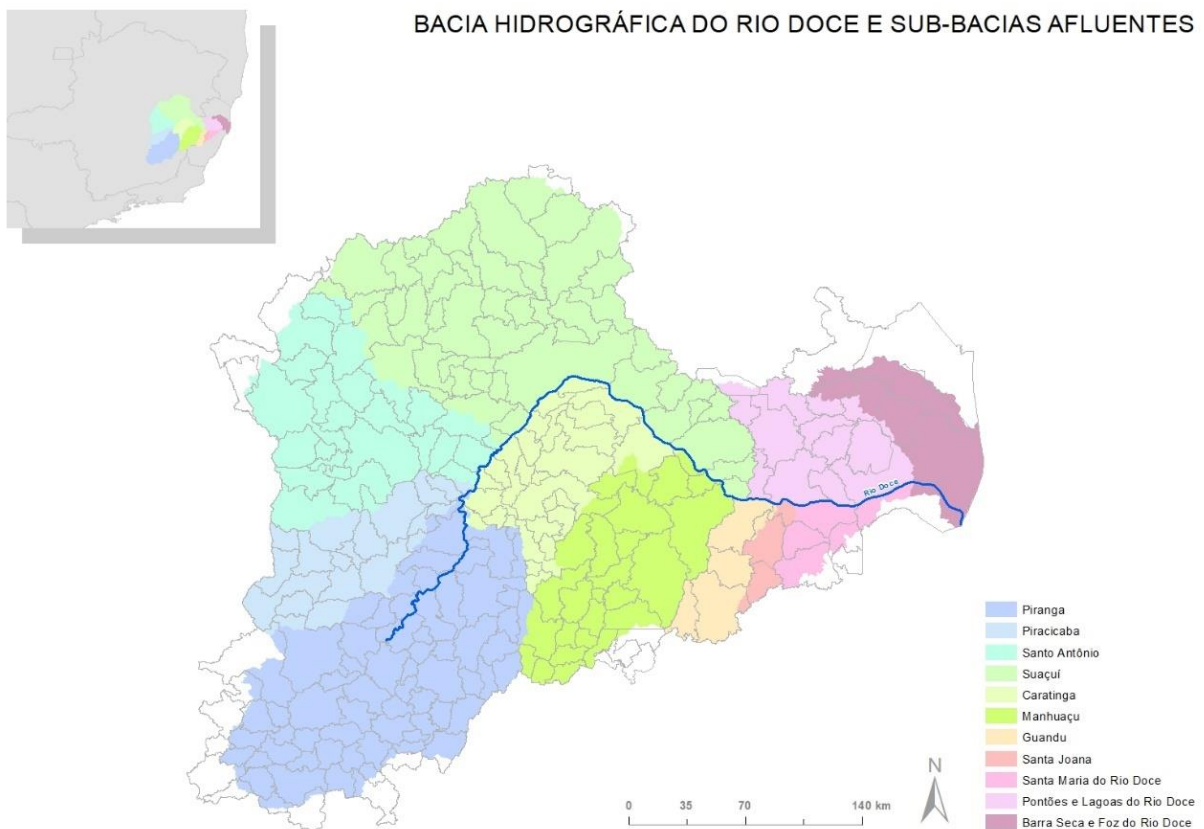 BACIA HIDROGRÁFICA DO RIO DOCE E SUB-BACIAS AFLUENTES
Rio Doce
Piranga
Piracicaba
Santo Antônio
Suaçuí
Caratinga
Manhuaçu
Guandu
Santa Joana
Santa Maria do Rio Doce
Pontões e Lagoas do Rio Doce
Barra Seca e Foz do Rio Doce
N
0 35 70 140 km